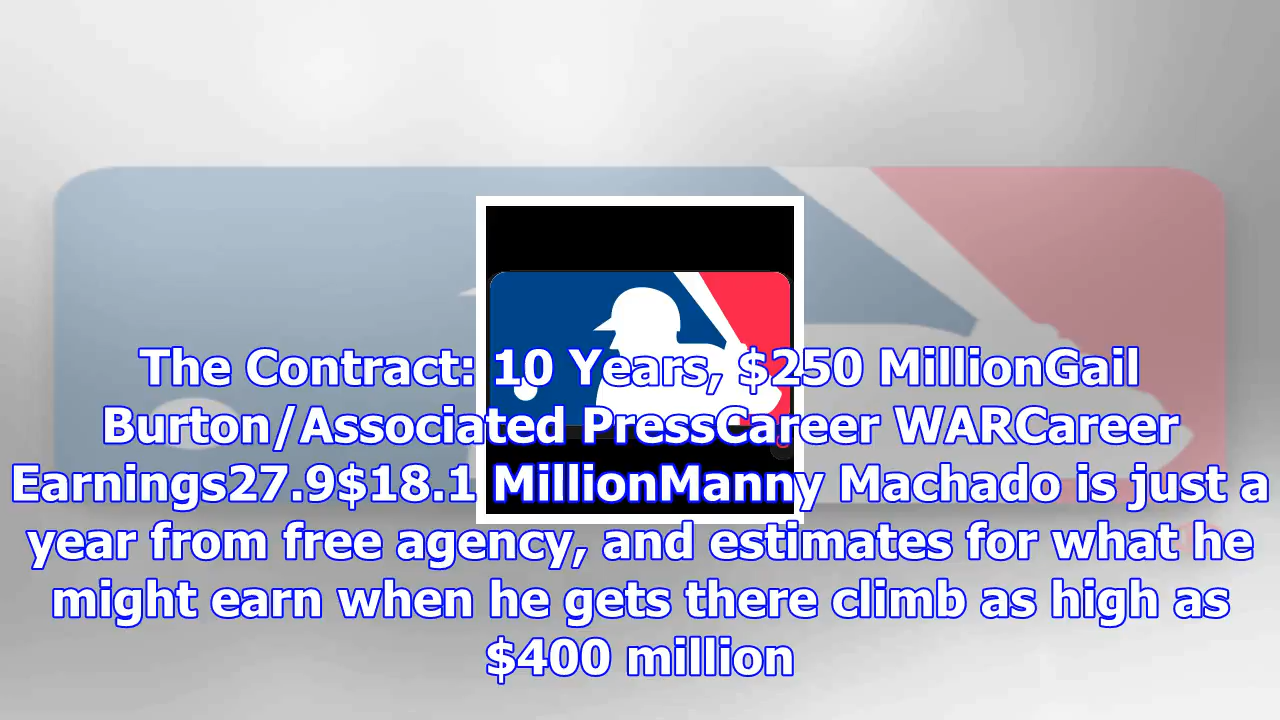 The Contract: 10 Years, $250 MillionGail
Burton/Associated PressCareer WARCareer
Earnings27.9$18.1 MillionManny Machado is just a
year from free agency, and estimates for what he
might earn when he gets there climb as high as
$400 million